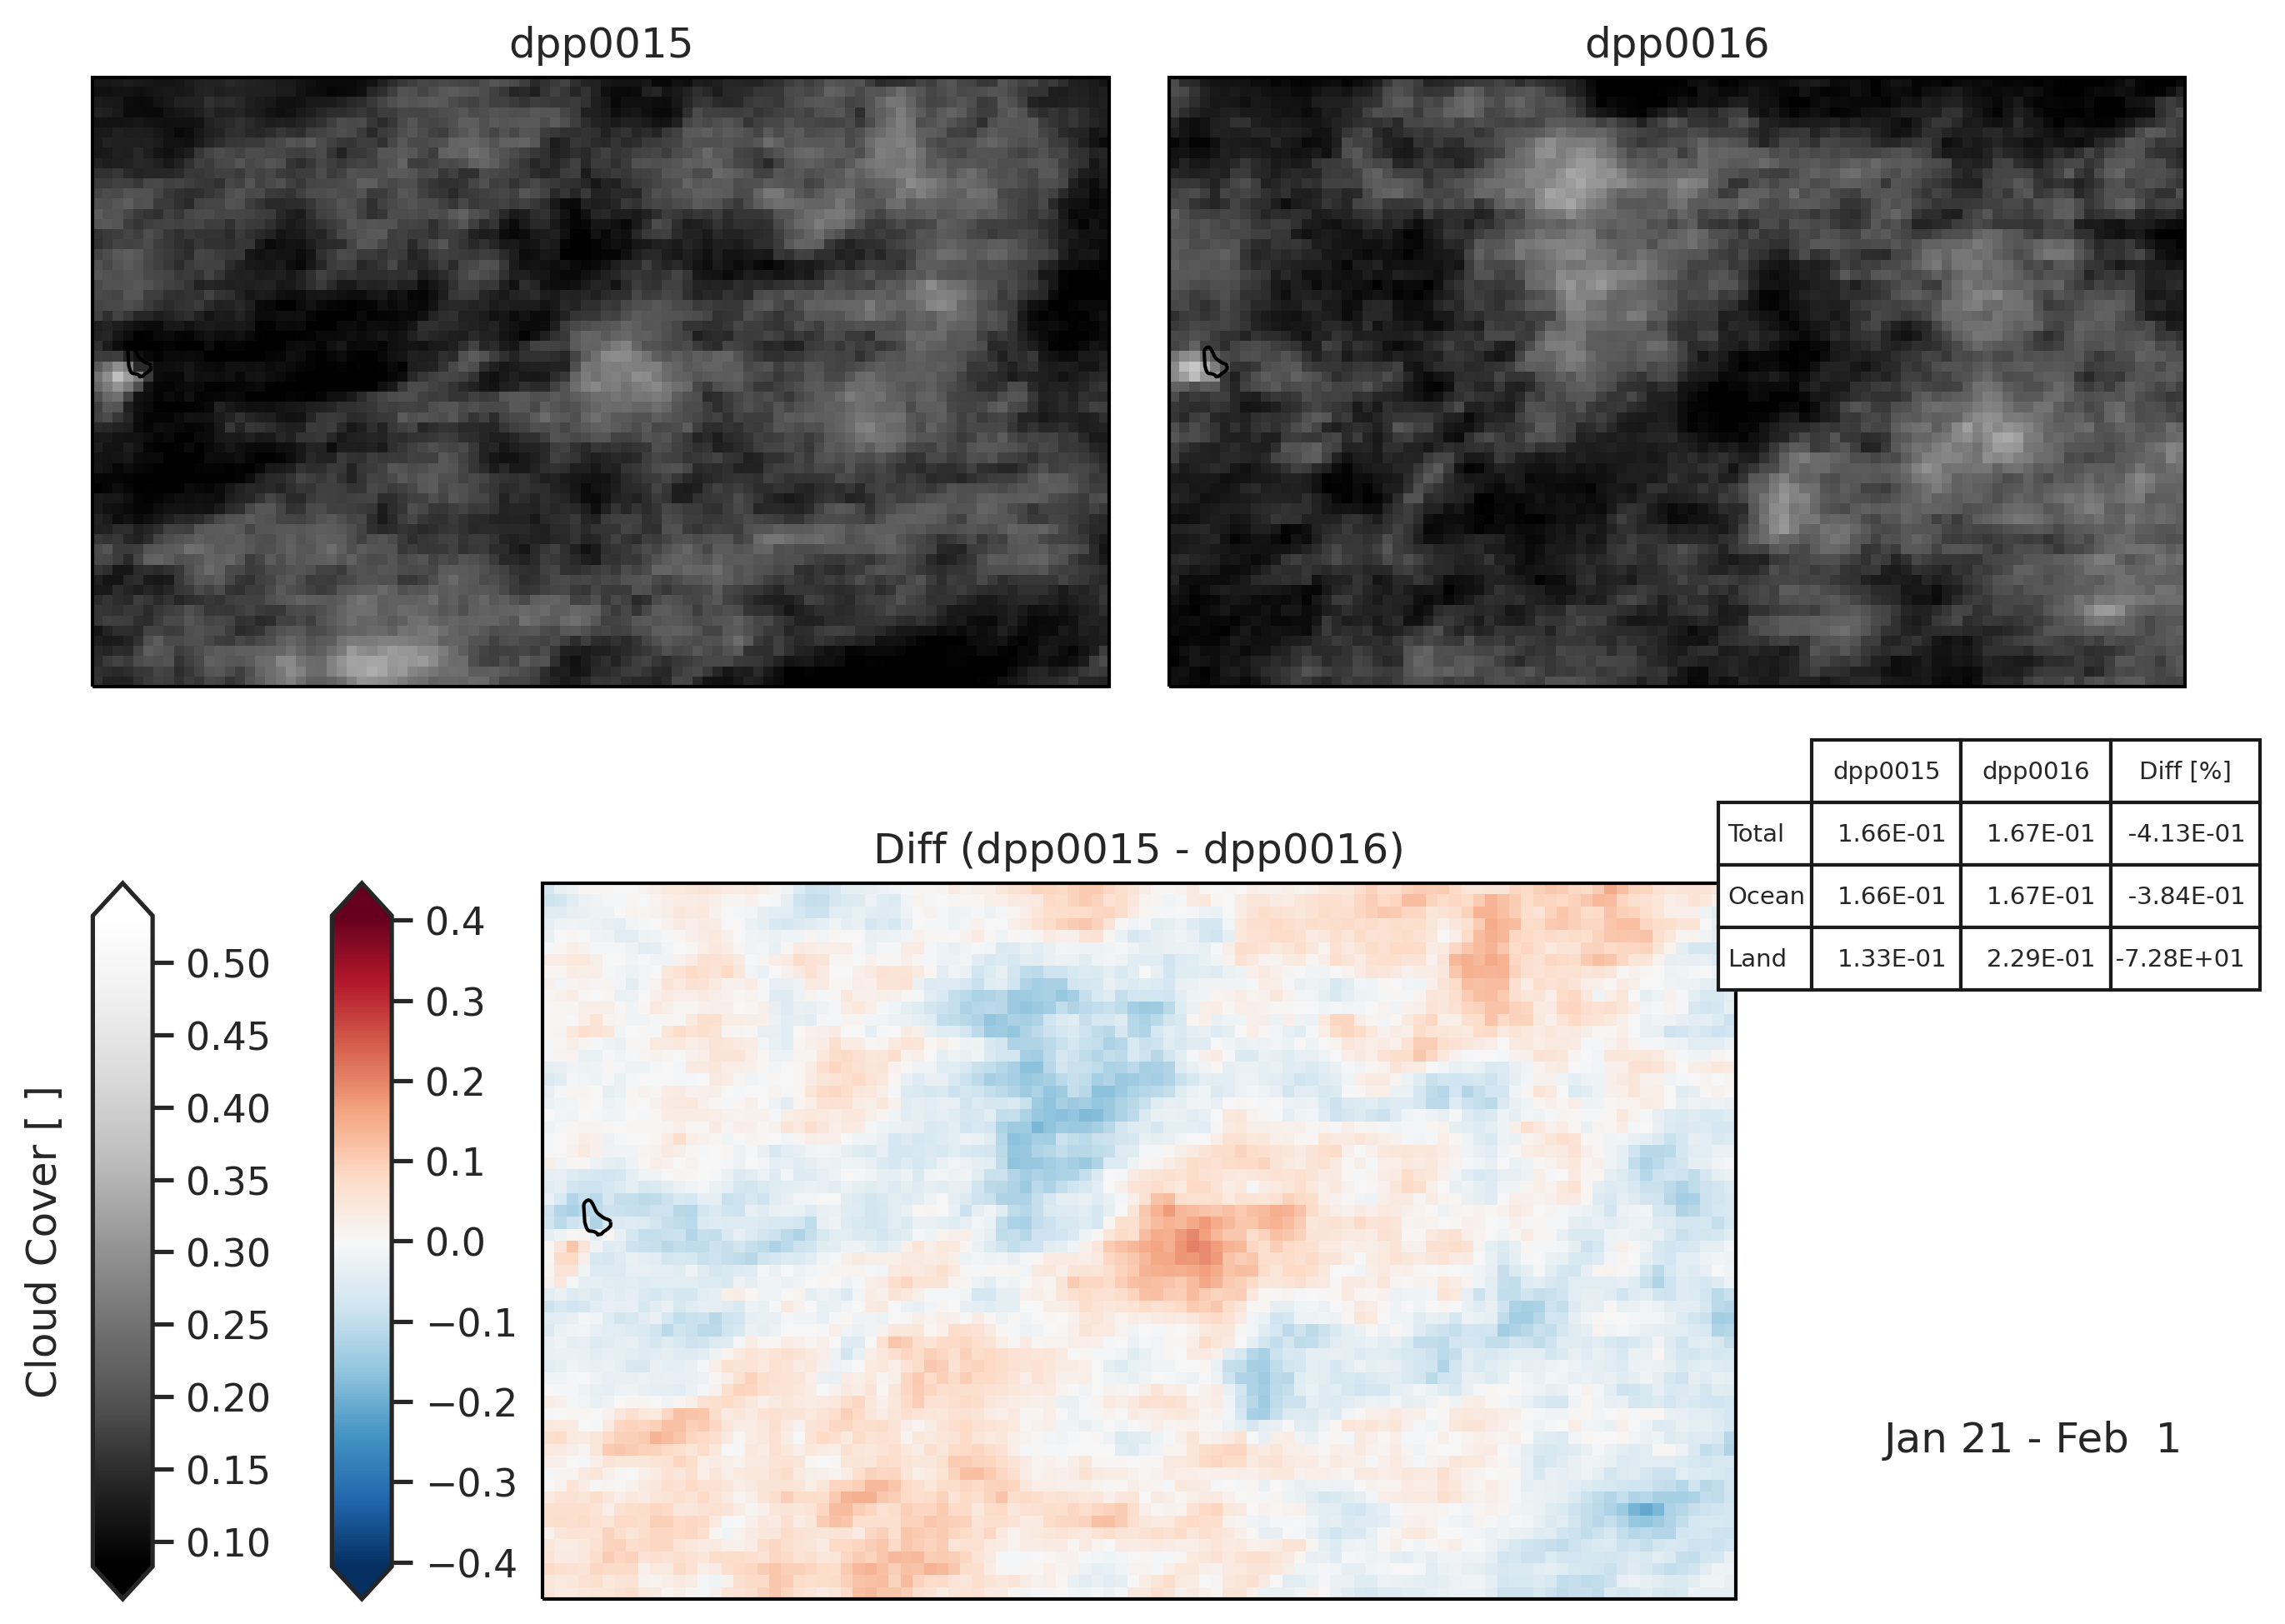 dpp0015
dpp0016
dpp0015 dpp0016 Diff [%]
Total 1.66E-01 1.67E-01 -4.13E-01
Ocean 1.66E-01 1.67E-01 -3.84E-01
Land 1.33E-01 2.29E-01 -7.28E+01
Diff (dpp0015 - dpp0016)
Cloud Cover [ ]
0.50
0.45
0.40
0.35
0.30
0.25
0.20
0.15
0.10
0.4
0.3
0.2
0.1
0.0
−0.1
−0.2
−0.3
−0.4
Jan 21 - Feb  1